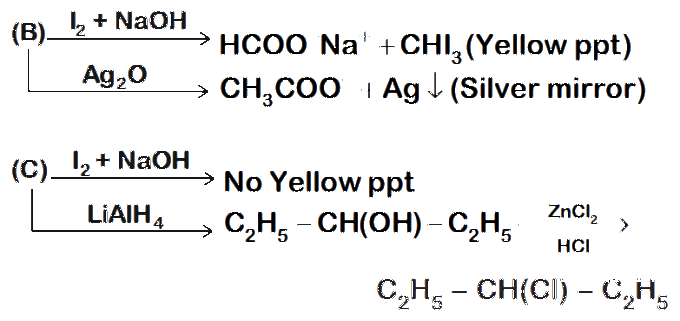 I₂ + NaOH
(B) HCOO Na⁺ + CHI₃ (Yellow ppt)
Ag₂O
CH₃COO + Ag ↓ (Silver mirror)
I₂ + NaOH
(C) No Yellow ppt
LiAlH₄
C₂H₅ – CH(OH) – C₂H₅ ZnCl₂
HCl
C₂H₅ – CH(Cl) – C₂H₅